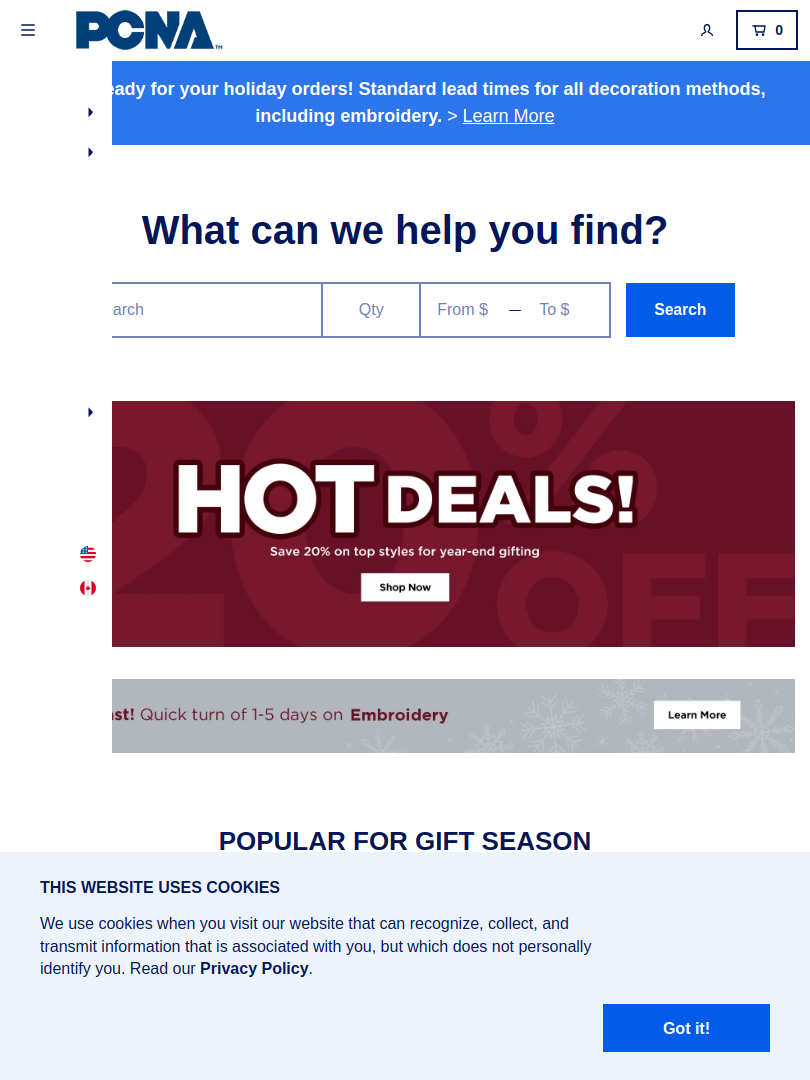 PCNA™
0
eady for your holiday orders! Standard lead times for all decoration methods,
including embroidery. > Learn More
What can we help you find?
arch
Qty
From $ — To $
Search
20% OFF
HOT DEALS!
Save 20% on top styles for year-end gifting
Shop Now
st! Quick turn of 1-5 days on Embroidery
Learn More
POPULAR FOR GIFT SEASON
THIS WEBSITE USES COOKIES
We use cookies when you visit our website that can recognize, collect, and
transmit information that is associated with you, but which does not personally
identify you. Read our Privacy Policy.
Got it!